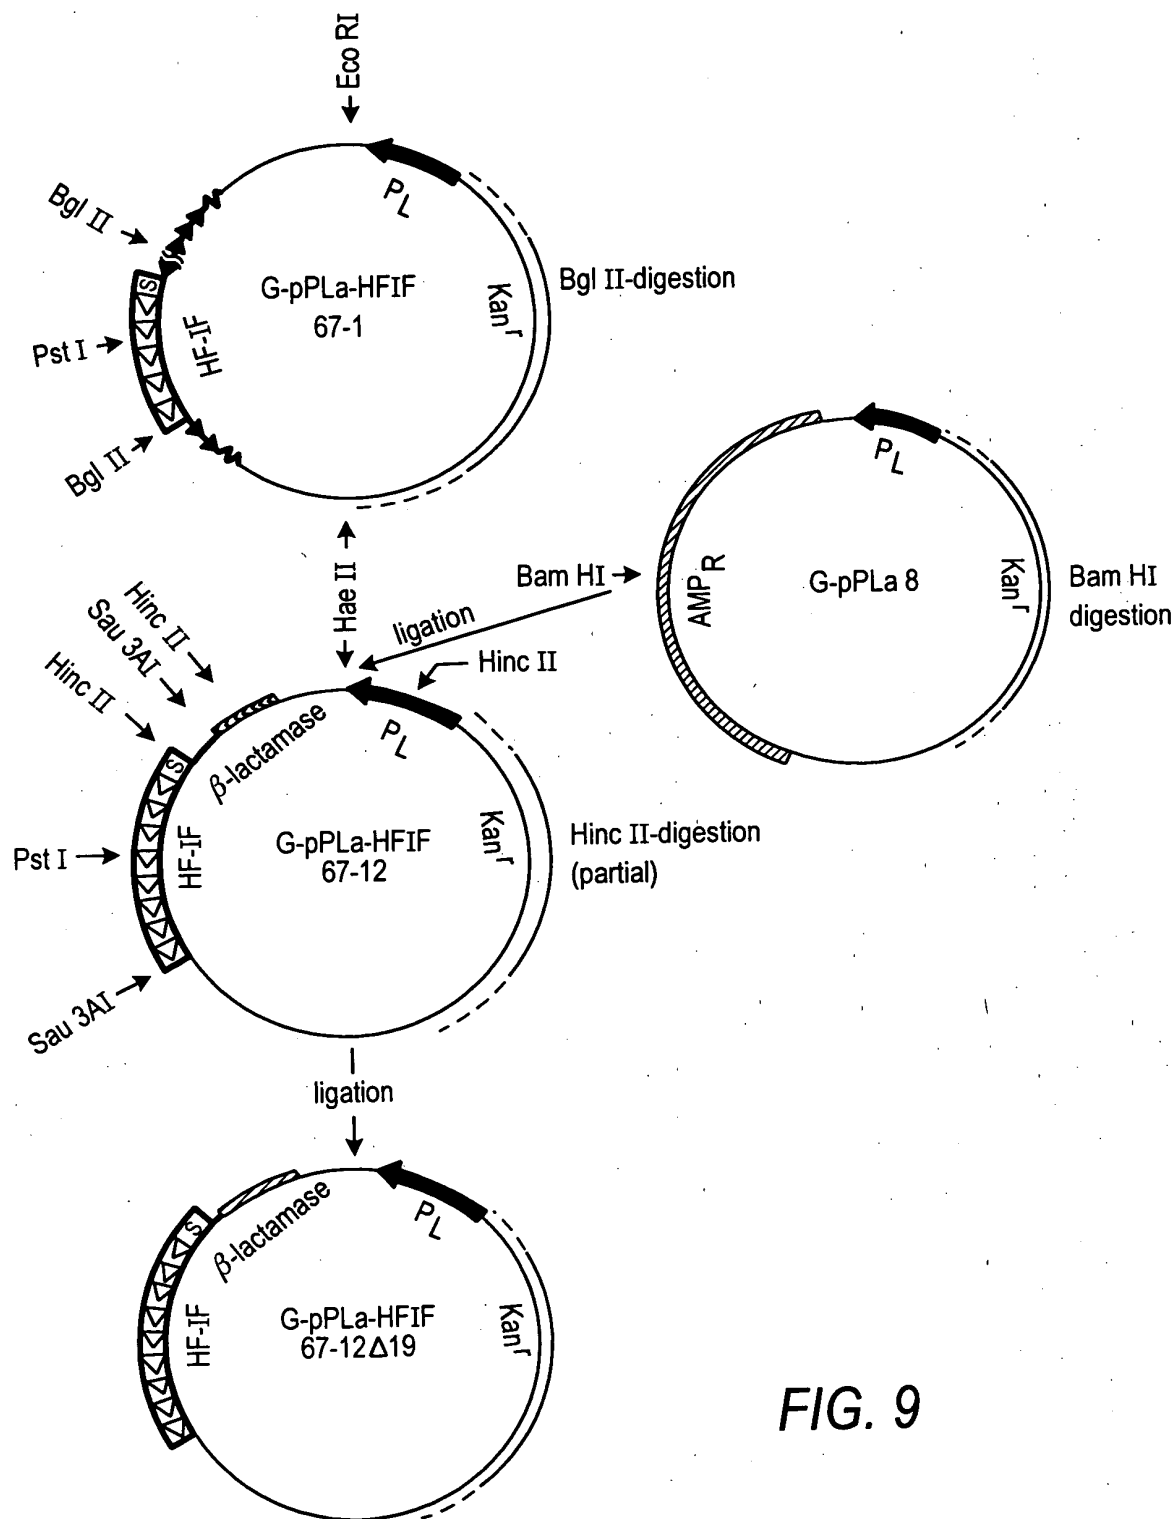 Eco RI
Bgl II
PL
G-pPLa-HFIF
67-1
Kanr
Bgl II-digestion
S
HF-IF
Pst I
Bgl II
Hae II
Bam HI
ligation
PL
AMPR
G-pPLa 8
Kanr
Bam HI
digestion
Hinc II
Sau 3AI
Hinc II
Hinc II
S
β-lactamase
PL
Pst I
HF-IF
G-pPLa-HFIF
67-12
Kanr
Hinc II-digestion
(partial)
Sau 3AI
ligation
S
β-lactamase
PL
HF-IF
G-pPLa-HFIF
67-12Δ19
Kanr
FIG. 9